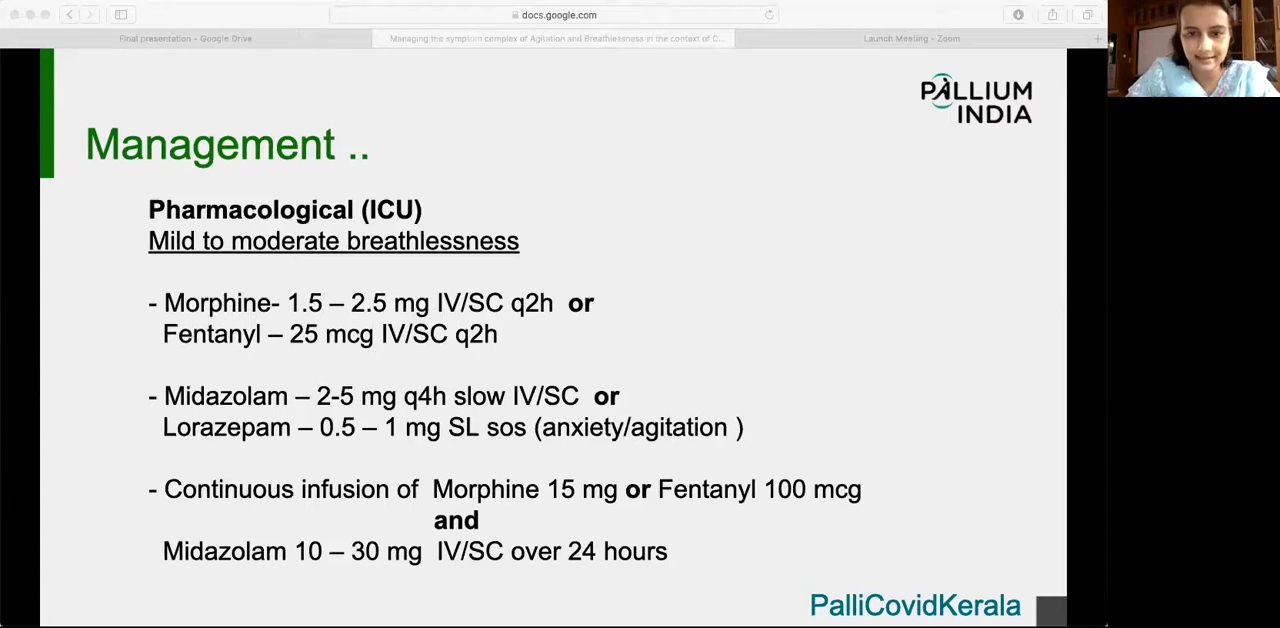 docs.google.com
Final presentation - Google Drive
Managing the symptom complex of Agitation and Breathlessness in the context of C...
Launch Meeting - Zoom
PALLIUM
INDIA
Management ..
Pharmacological (ICU)
Mild to moderate breathlessness
- Morphine- 1.5 – 2.5 mg IV/SC q2h or
Fentanyl – 25 mcg IV/SC q2h
- Midazolam – 2-5 mg q4h slow IV/SC or
Lorazepam – 0.5 – 1 mg SL sos (anxiety/agitation )
- Continuous infusion of Morphine 15 mg or Fentanyl 100 mcg
and
Midazolam 10 – 30 mg IV/SC over 24 hours
PalliCovidKerala